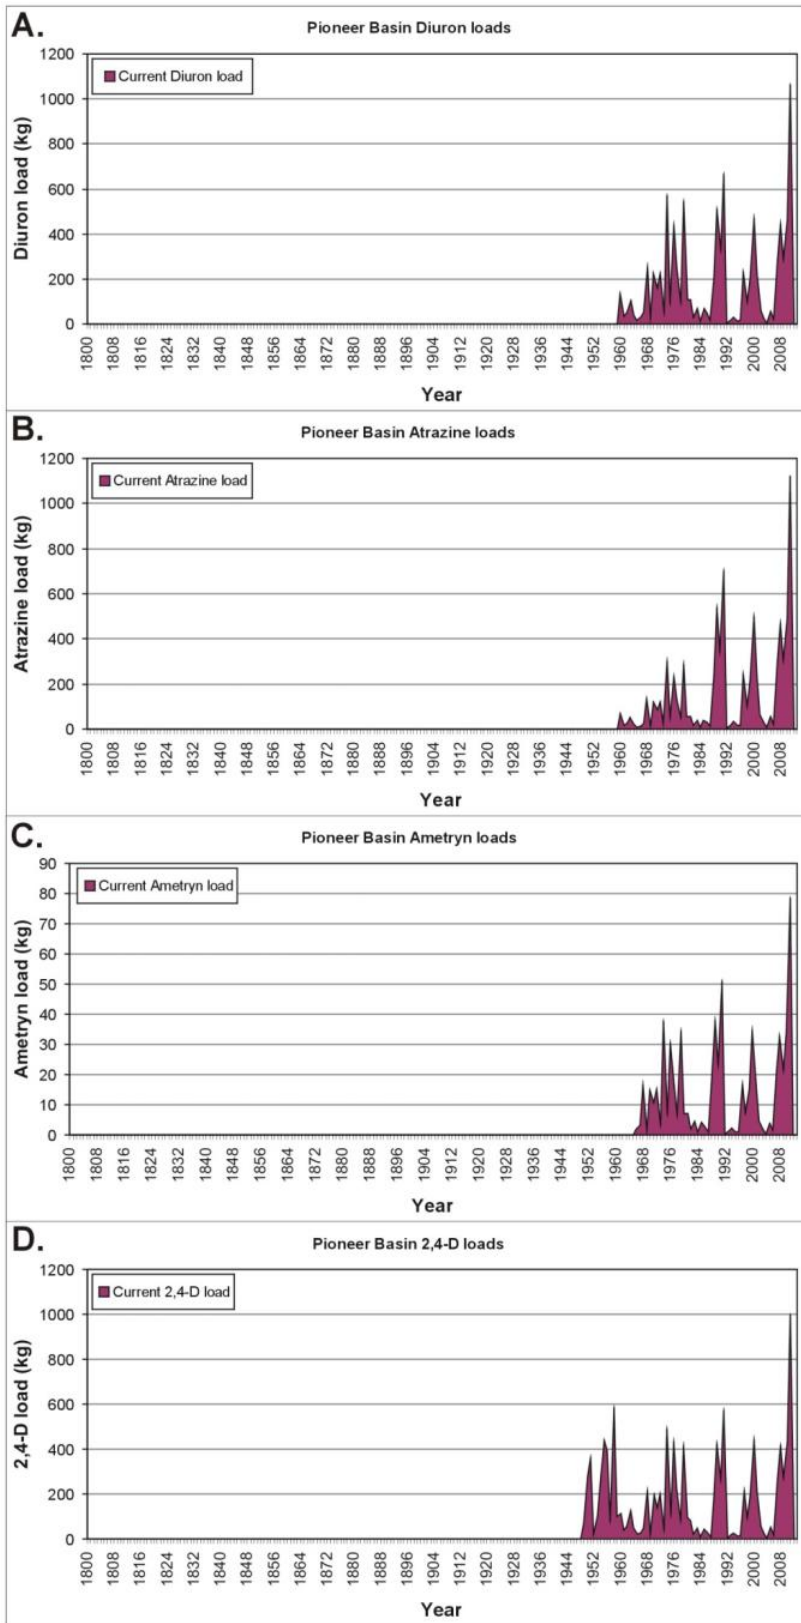 A.
Pioneer Basin Diuron loads
Current Diuron load
Diuron load (kg)
1200
1000
800
600
400
200
0
1800 1808 1816 1824 1832 1840 1848 1856 1864 1872 1880 1888 1896 1904 1912 1920 1928 1936 1944 1952 1960 1968 1976 1984 1992 2000 2008
Year
B.
Pioneer Basin Atrazine loads
Current Atrazine load
Atrazine load (kg)
1200
1000
800
600
400
200
0
1800 1808 1816 1824 1832 1840 1848 1856 1864 1872 1880 1888 1896 1904 1912 1920 1928 1936 1944 1952 1960 1968 1976 1984 1992 2000 2008
Year
C.
Pioneer Basin Ametryn loads
Current Ametryn load
Ametryn load (kg)
90
80
70
60
50
40
30
20
10
0
1800 1808 1816 1824 1832 1840 1848 1856 1864 1872 1880 1888 1896 1904 1912 1920 1928 1936 1944 1952 1960 1968 1976 1984 1992 2000 2008
Year
D.
Pioneer Basin 2,4-D loads
Current 2,4-D load
2,4-D load (kg)
1200
1000
800
600
400
200
0
1800 1808 1816 1824 1832 1840 1848 1856 1864 1872 1880 1888 1896 1904 1912 1920 1928 1936 1944 1952 1960 1968 1976 1984 1992 2000 2008
Year